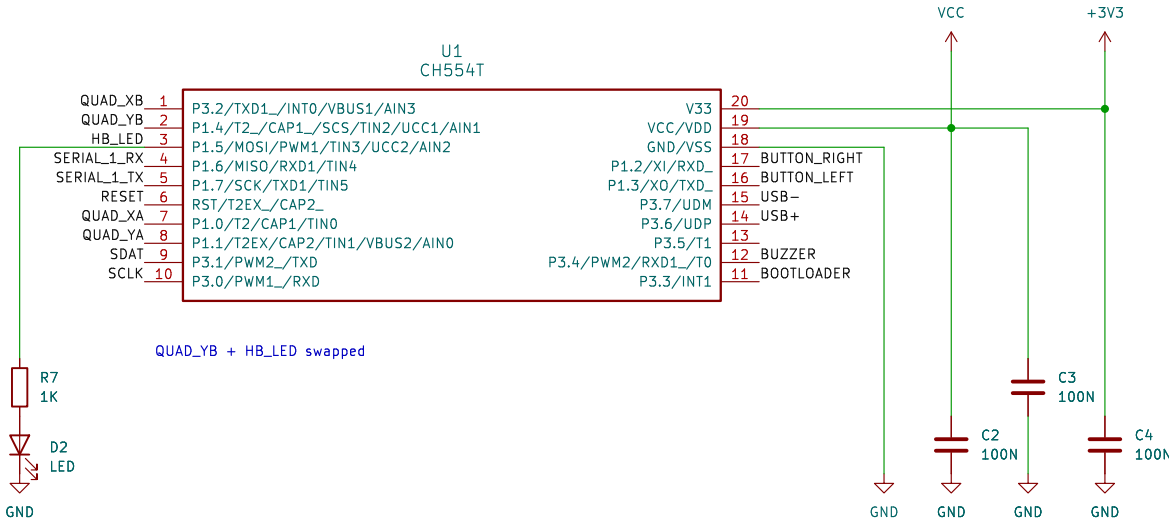 VCC
+3V3
U1
CH554T
QUAD_XB 1 P3.2/TXD1_/INT0/VBUS1/AIN3
QUAD_YB 2 P1.4/T2_/CAP1_/SCS/TIN2/UCC1/AIN1
HB_LED 3 P1.5/MOSI/PWM1/TIN3/UCC2/AIN2
SERIAL_1_RX 4 P1.6/MISO/RXD1/TIN4
SERIAL_1_TX 5 P1.7/SCK/TXD1/TIN5
RESET 6 RST/T2EX_/CAP2_
QUAD_XA 7 P1.0/T2/CAP1/TIN0
QUAD_YA 8 P1.1/T2EX/CAP2/TIN1/VBUS2/AIN0
SDAT 9 P3.1/PWM2_/TXD
SCLK 10 P3.0/PWM1_/RXD
V33 20
VCC/VDD 19
GND/VSS 18
P1.2/XI/RXD_ 17 BUTTON_RIGHT
P1.3/XO/TXD_ 16 BUTTON_LEFT
P3.7/UDM 15 USB-
P3.6/UDP 14 USB+
P3.5/T1 13
P3.4/PWM2/RXD1_/T0 12 BUZZER
P3.3/INT1 11 BOOTLOADER
QUAD_YB + HB_LED swapped
R7
1K
D2
LED
GND
GND
C2
100N
GND
C3
100N
GND
C4
100N
GND